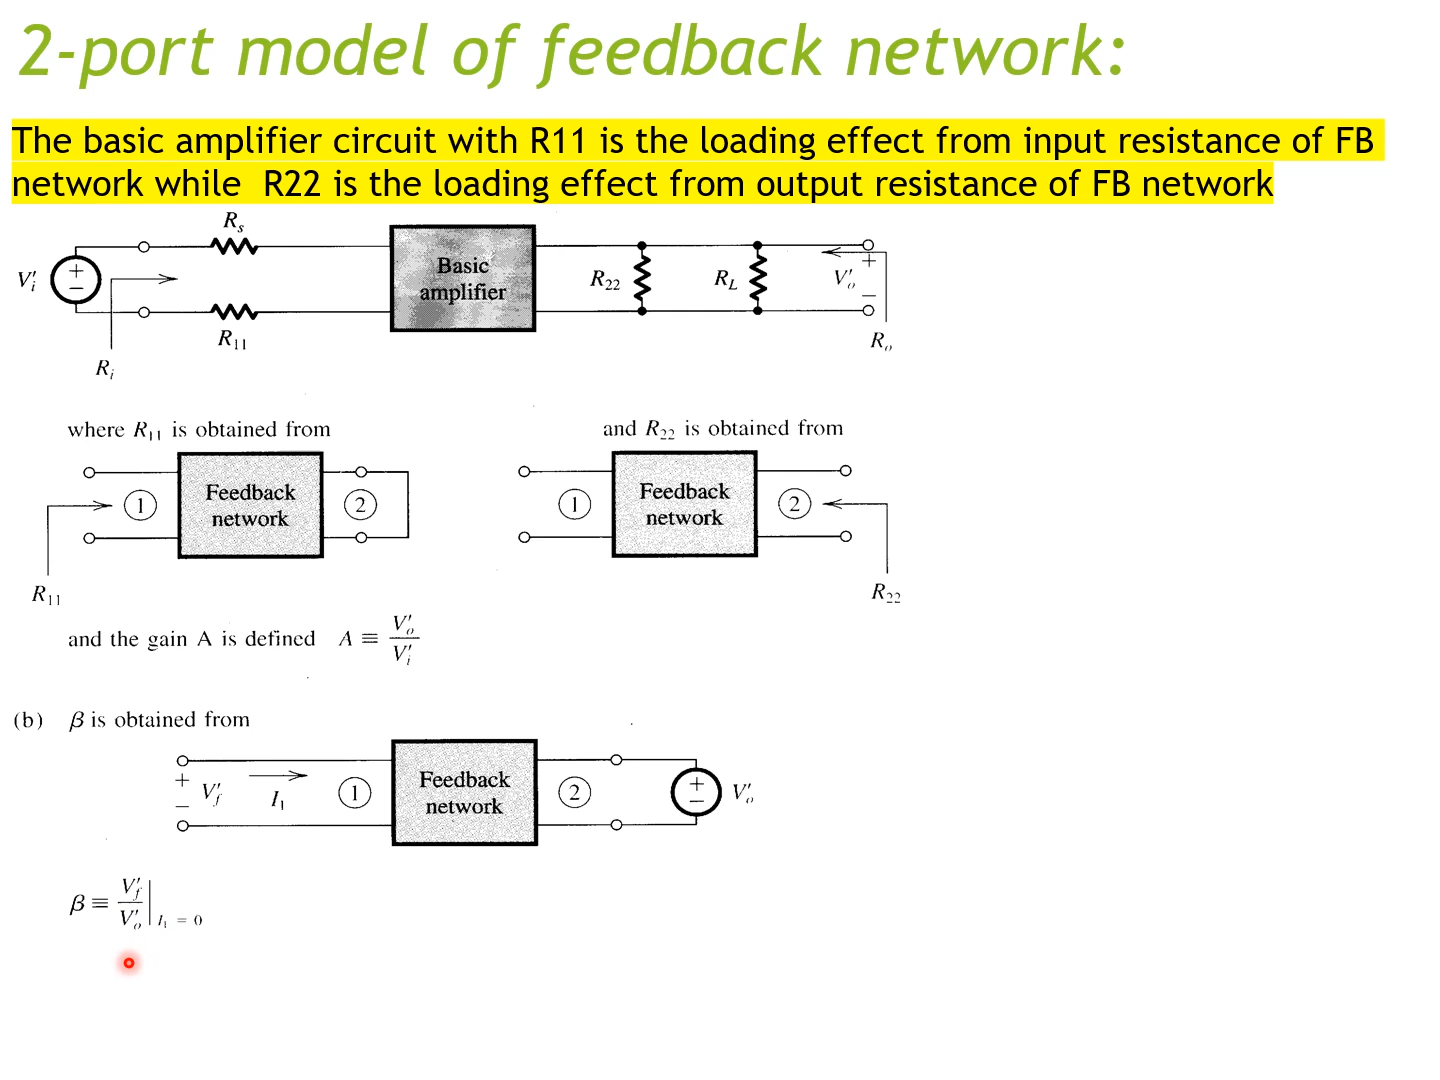 2-port model of feedback network:
The basic amplifier circuit with R11 is the loading effect from input resistance of FB
network while R22 is the loading effect from output resistance of FB network
Rs
V'i
+
−
Basic
amplifier
R22
RL
+
V'o
−
R11
Ri
Ro
where R11 is obtained from
and R22 is obtained from
1
Feedback
network
2
R11
1
Feedback
network
2
R22
and the gain A is defined A ≡ V'o / V'i
(b) β is obtained from
+
V'f
−
I1
1
Feedback
network
2
+
−
V'o
β ≡ V'f / V'o | I1 = 0